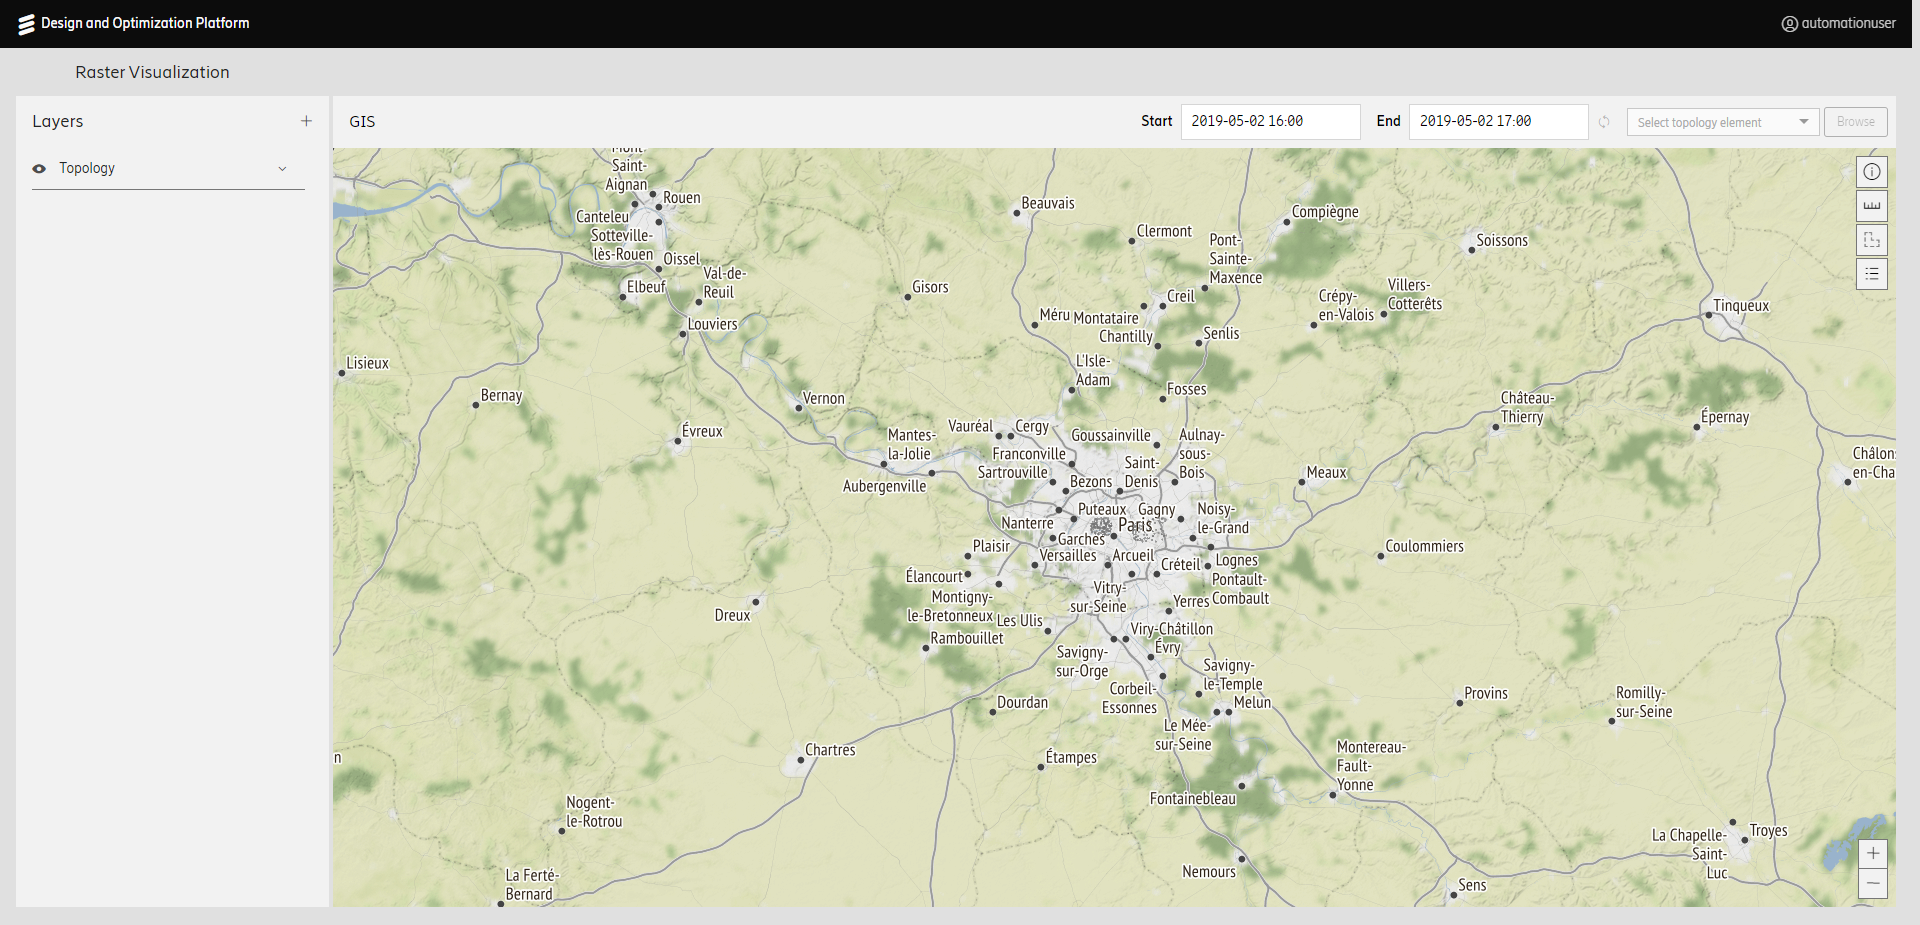 Design and Optimization Platform
automationuser
Raster Visualization
Layers
Topology
GIS
Start
2019-05-02 16:00
End
2019-05-02 17:00
Select topology element
Browse
Mont-
Saint-
Aignan
Rouen
Canteleu
Sotteville-
lès-Rouen
Oissel
Elbeuf
Val-de-
Reuil
Louviers
Gisors
Beauvais
Clermont
Pont-
Sainte-
Maxence
Compiègne
Soissons
Creil
Méru
Montataire
Chantilly
Senlis
Crépy-
en-Valois
Villers-
Cotterêts
Tinqueux
Lisieux
Bernay
Évreux
Vernon
L'Isle-
Adam
Fosses
Château-
Thierry
Épernay
Châlon
en-Cha
Mantes-
la-Jolie
Aubergenville
Vauréal
Cergy
Goussainville
Aulnay-
sous-
Bois
Franconville
Sartrouville
Bezons
Saint-
Denis
Meaux
Puteaux
Gagny
Noisy-
le-Grand
Nanterre
Paris
Garches
Plaisir
Versailles
Arcueil
Créteil
Lognes
Coulommiers
Élancourt
Montigny-
le-Bretonneux
Vitry-
sur-Seine
Pontault-
Combault
Yerres
Dreux
Les Ulis
Rambouillet
Viry-Châtillon
Évry
Savigny-
sur-Orge
Savigny-
le-Temple
Corbeil-
Essonnes
Melun
Dourdan
Le Mée-
sur-Seine
Provins
Romilly-
sur-Seine
Chartres
Étampes
Montereau-
Fault-
Yonne
n
Fontainebleau
Nogent-
le-Rotrou
La Chapelle-
Saint-
Luc
Troyes
Nemours
La Ferté-
Bernard
Sens